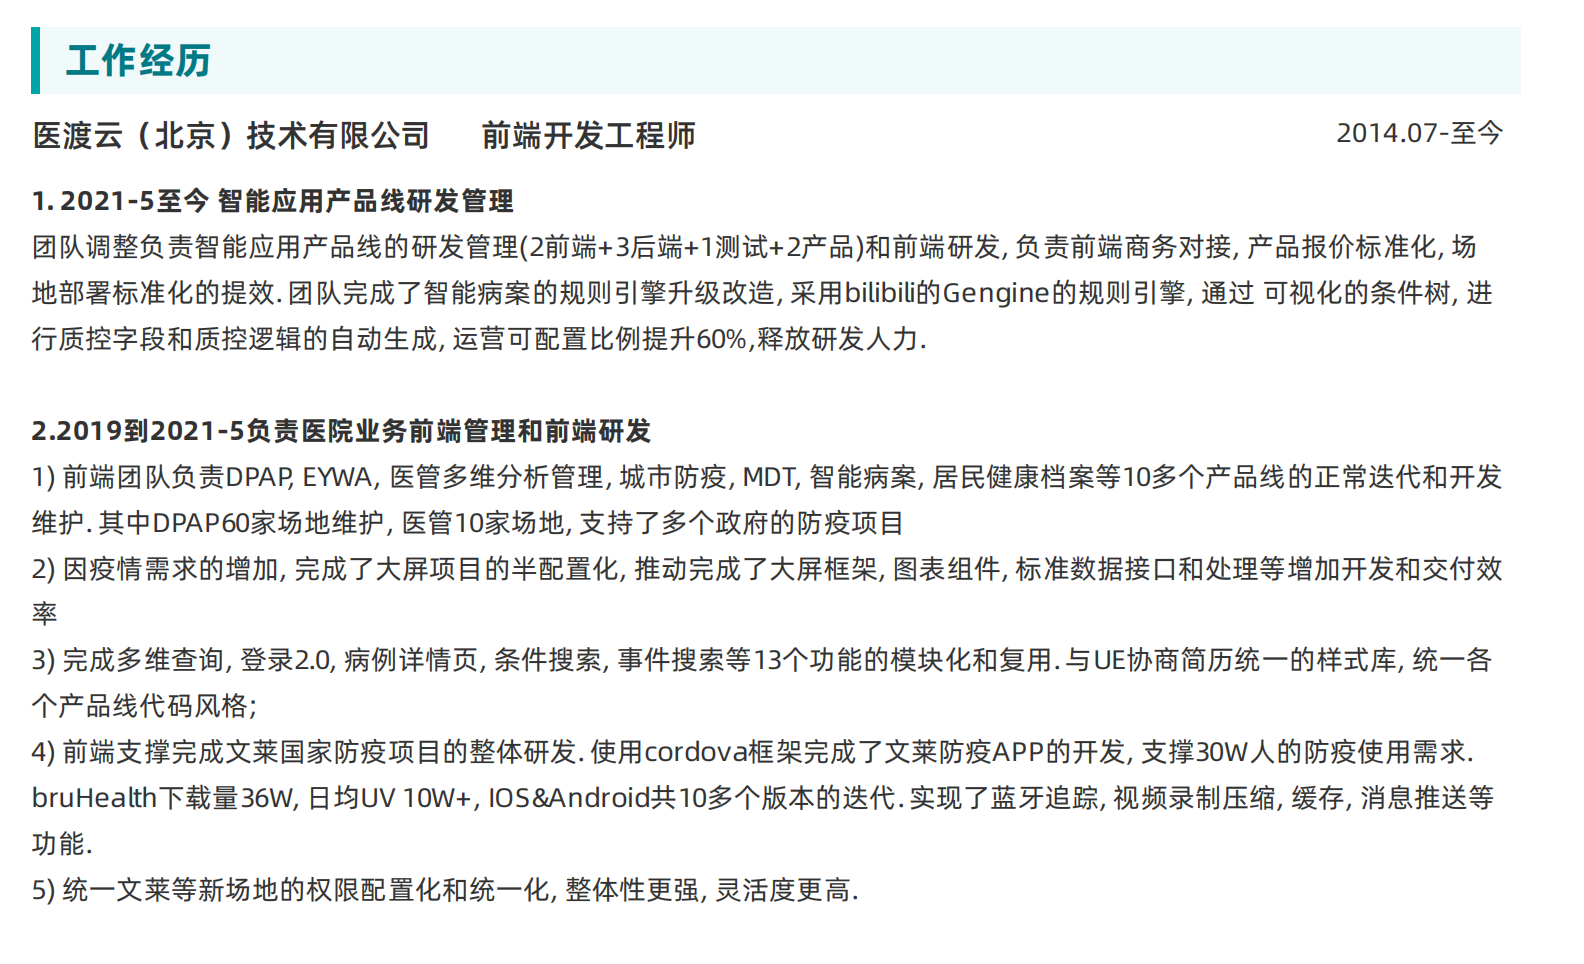 工作经历
医渡云（北京）技术有限公司 前端开发工程师 2014.07-至今
1. 2021-5至今 智能应用产品线研发管理
团队调整负责智能应用产品线的研发管理(2前端+3后端+1测试+2产品)和前端研发, 负责前端商务对接, 产品报价标准化, 场
地部署标准化的提效. 团队完成了智能病案的规则引擎升级改造, 采用bilibili的Gengine的规则引擎, 通过 可视化的条件树, 进
行质控字段和质控逻辑的自动生成, 运营可配置比例提升60%,释放研发人力.
2.2019到2021-5负责医院业务前端管理和前端研发
1) 前端团队负责DPAP, EYWA, 医管多维分析管理, 城市防疫, MDT, 智能病案, 居民健康档案等10多个产品线的正常迭代和开发
维护. 其中DPAP60家场地维护, 医管10家场地, 支持了多个政府的防疫项目
2) 因疫情需求的增加, 完成了大屏项目的半配置化, 推动完成了大屏框架, 图表组件, 标准数据接口和处理等增加开发和交付效
率
3) 完成多维查询, 登录2.0, 病例详情页, 条件搜索, 事件搜索等13个功能的模块化和复用. 与UE协商简历统一的样式库, 统一各
个产品线代码风格;
4) 前端支撑完成文莱国家防疫项目的整体研发. 使用cordova框架完成了文莱防疫APP的开发, 支撑30W人的防疫使用需求.
bruHealth下载量36W, 日均UV 10W+, IOS&Android共10多个版本的迭代. 实现了蓝牙追踪, 视频录制压缩, 缓存, 消息推送等
功能.
5) 统一文莱等新场地的权限配置化和统一化, 整体性更强, 灵活度更高.